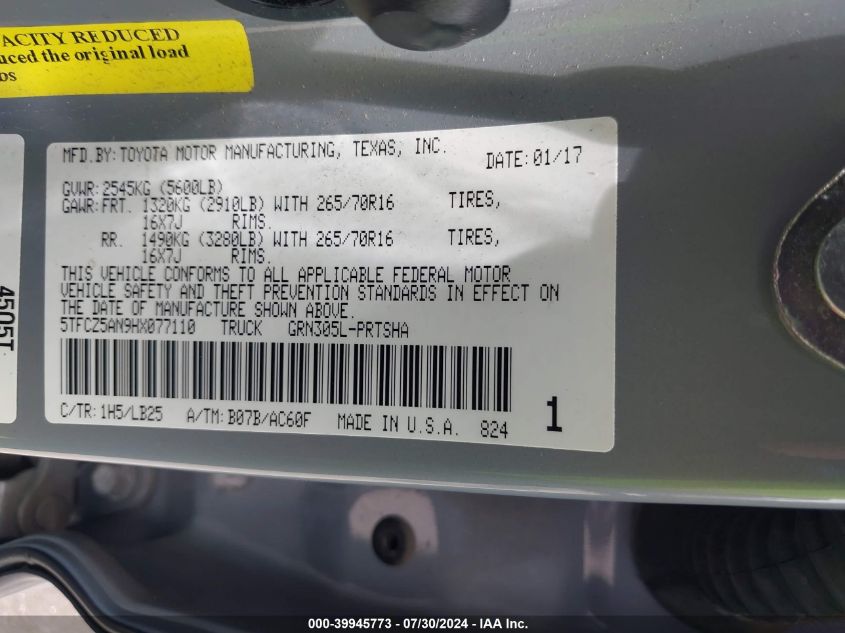 ACITY REDUCED
uced the original load
os
4505T
MFD.BY:TOYOTA MOTOR MANUFACTURING, TEXAS, INC. DATE:01/17
GVWR:2545KG (5600LB)
GAWR:FRT. 1320KG (2910LB) WITH 265/70R16 TIRES,
16X7J RIMS.
RR. 1490KG (3280LB) WITH 265/70R16 TIRES,
16X7J RIMS.
THIS VEHICLE CONFORMS TO ALL APPLICABLE FEDERAL MOTOR
VEHICLE SAFETY AND THEFT PREVENTION STANDARDS IN EFFECT ON
THE DATE OF MANUFACTURE SHOWN ABOVE.
5TFCZ5AN9HX077110 TRUCK GRN305L-PRTSHA
C/TR:1H5/LB25 A/TM:B07B/AC60F MADE IN U.S.A. 824 1
000-39945773 - 07/30/2024 - IAA Inc.